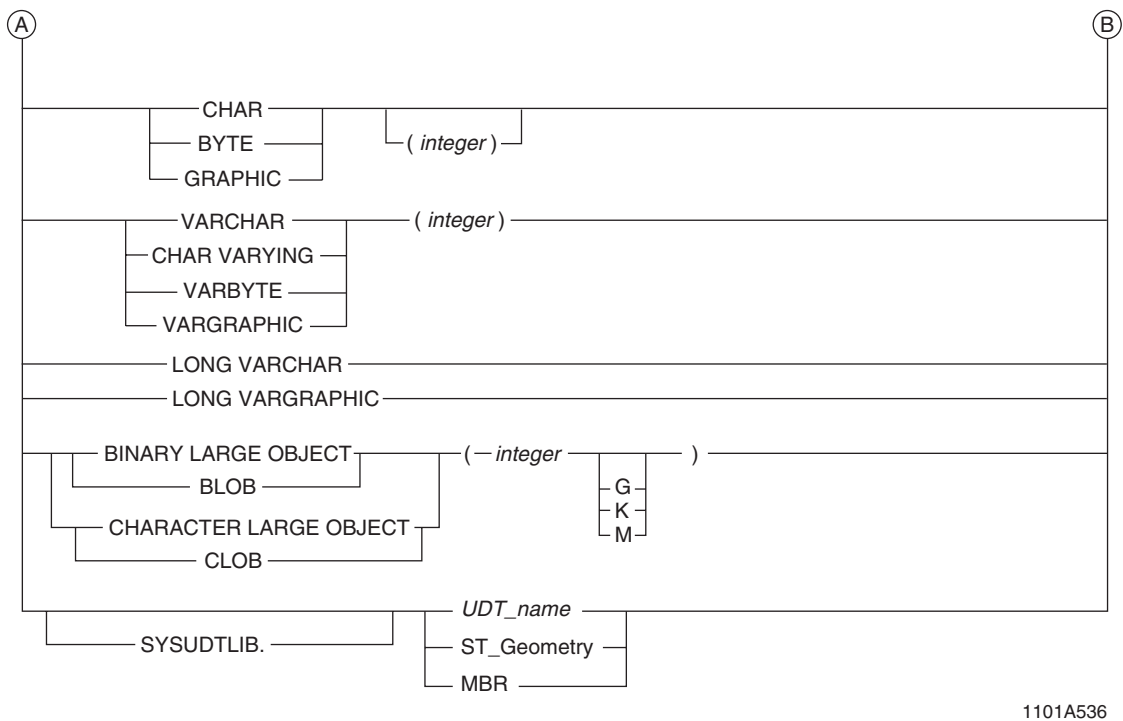 A B
CHAR
BYTE ( integer )
GRAPHIC
VARCHAR ( integer )
CHAR VARYING
VARBYTE
VARGRAPHIC
LONG VARCHAR
LONG VARGRAPHIC
BINARY LARGE OBJECT ( integer )
BLOB G
K
CHARACTER LARGE OBJECT M
CLOB
UDT_name
SYSUDTLIB. ST_Geometry
MBR
1101A536